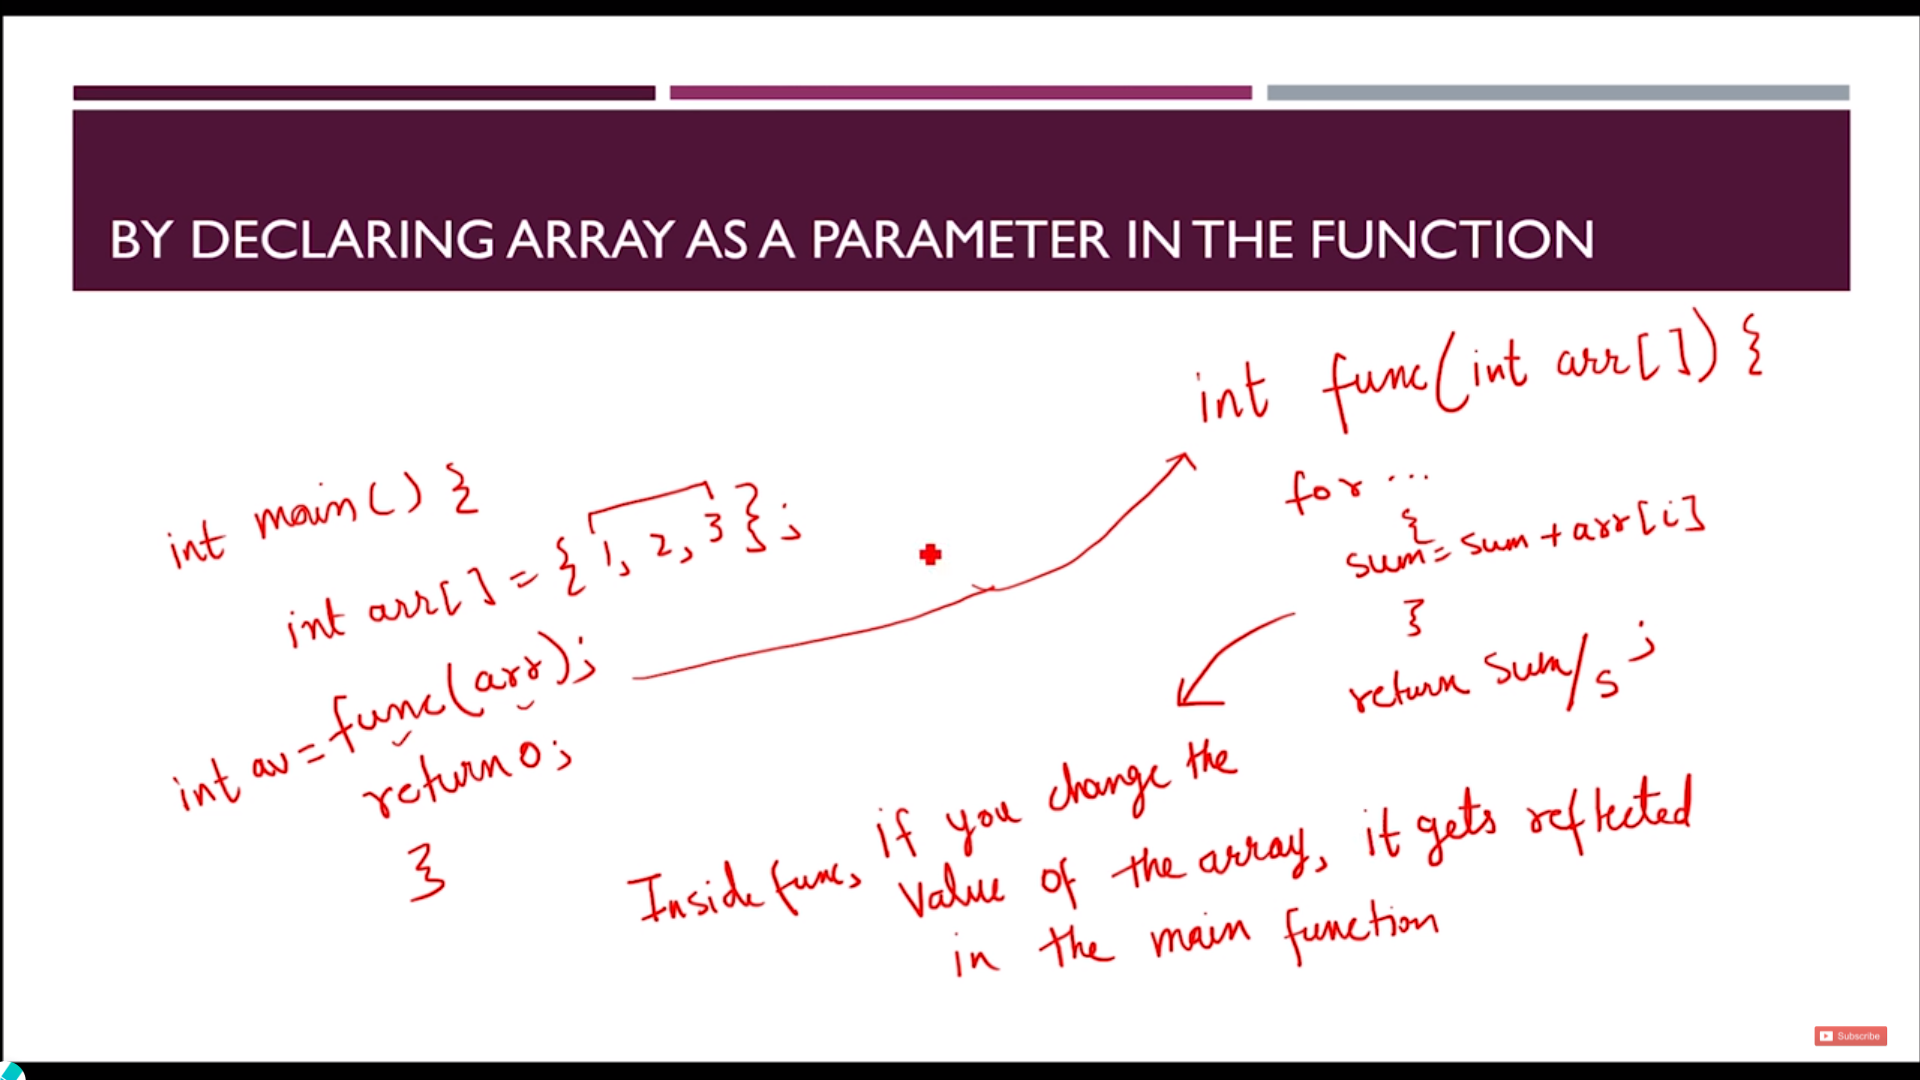 BY DECLARING ARRAY AS A PARAMETER IN THE FUNCTION
int main() {
int arr[] = {1, 2, 3};
int av = func(arr);
return 0;
}
int func(int arr[]) {
for ...
{
sum = sum + arr[i]
}
return sum/s;
Inside func, if you change the
value of the array, it gets reflected
in the main function
Subscribe